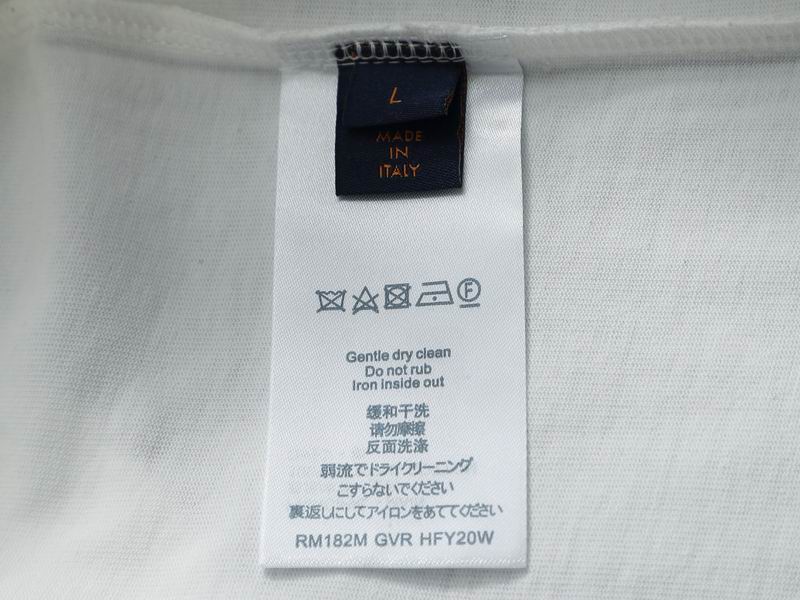 L
MADE
IN
ITALY
F
Gentle dry clean
Do not rub
Iron inside out
缓和干洗
请勿摩擦
反面洗涤
弱流でドライクリーニング
こすらないでください
裏返しにしてアイロンをあててください
RM182M GVR HFY20W